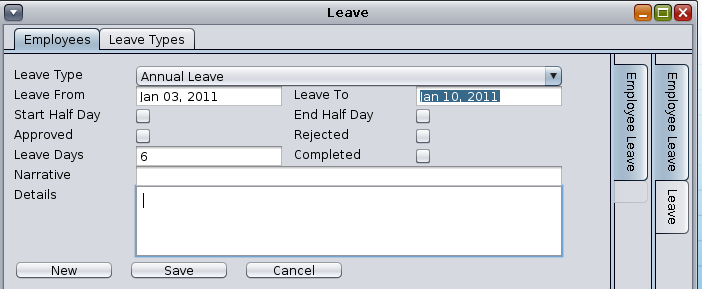 Leave
Employees Leave Types
Leave Type Annual Leave
Leave From Jan 03, 2011 Leave To Jan 10, 2011
Start Half Day End Half Day
Approved Rejected
Leave Days 6 Completed
Narrative
Details
New Save Cancel
Employee Leave
Employee Leave
Leave